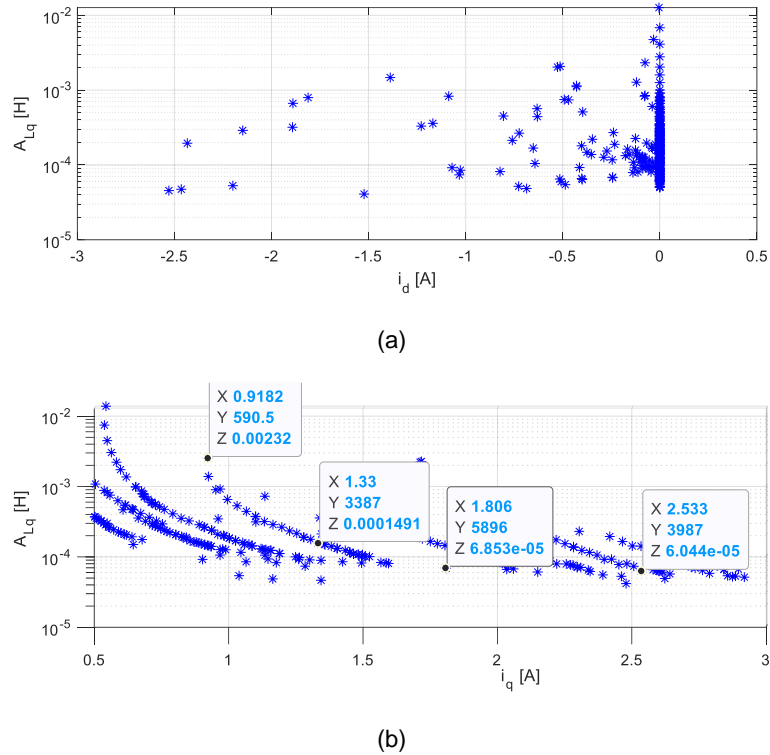 10^-2
10^-3
10^-4
10^-5
A_Lq [H]
-3 -2.5 -2 -1.5 -1 -0.5 0 0.5
i_d [A]
(a)
X 0.9182
Y 590.5
Z 0.00232
X 1.33
Y 3387
Z 0.0001491
X 1.806
Y 5896
Z 6.853e-05
X 2.533
Y 3987
Z 6.044e-05
10^-2
10^-3
10^-4
10^-5
A_Lq [H]
0.5 1 2 2.5 3
i_q [A]
(b)